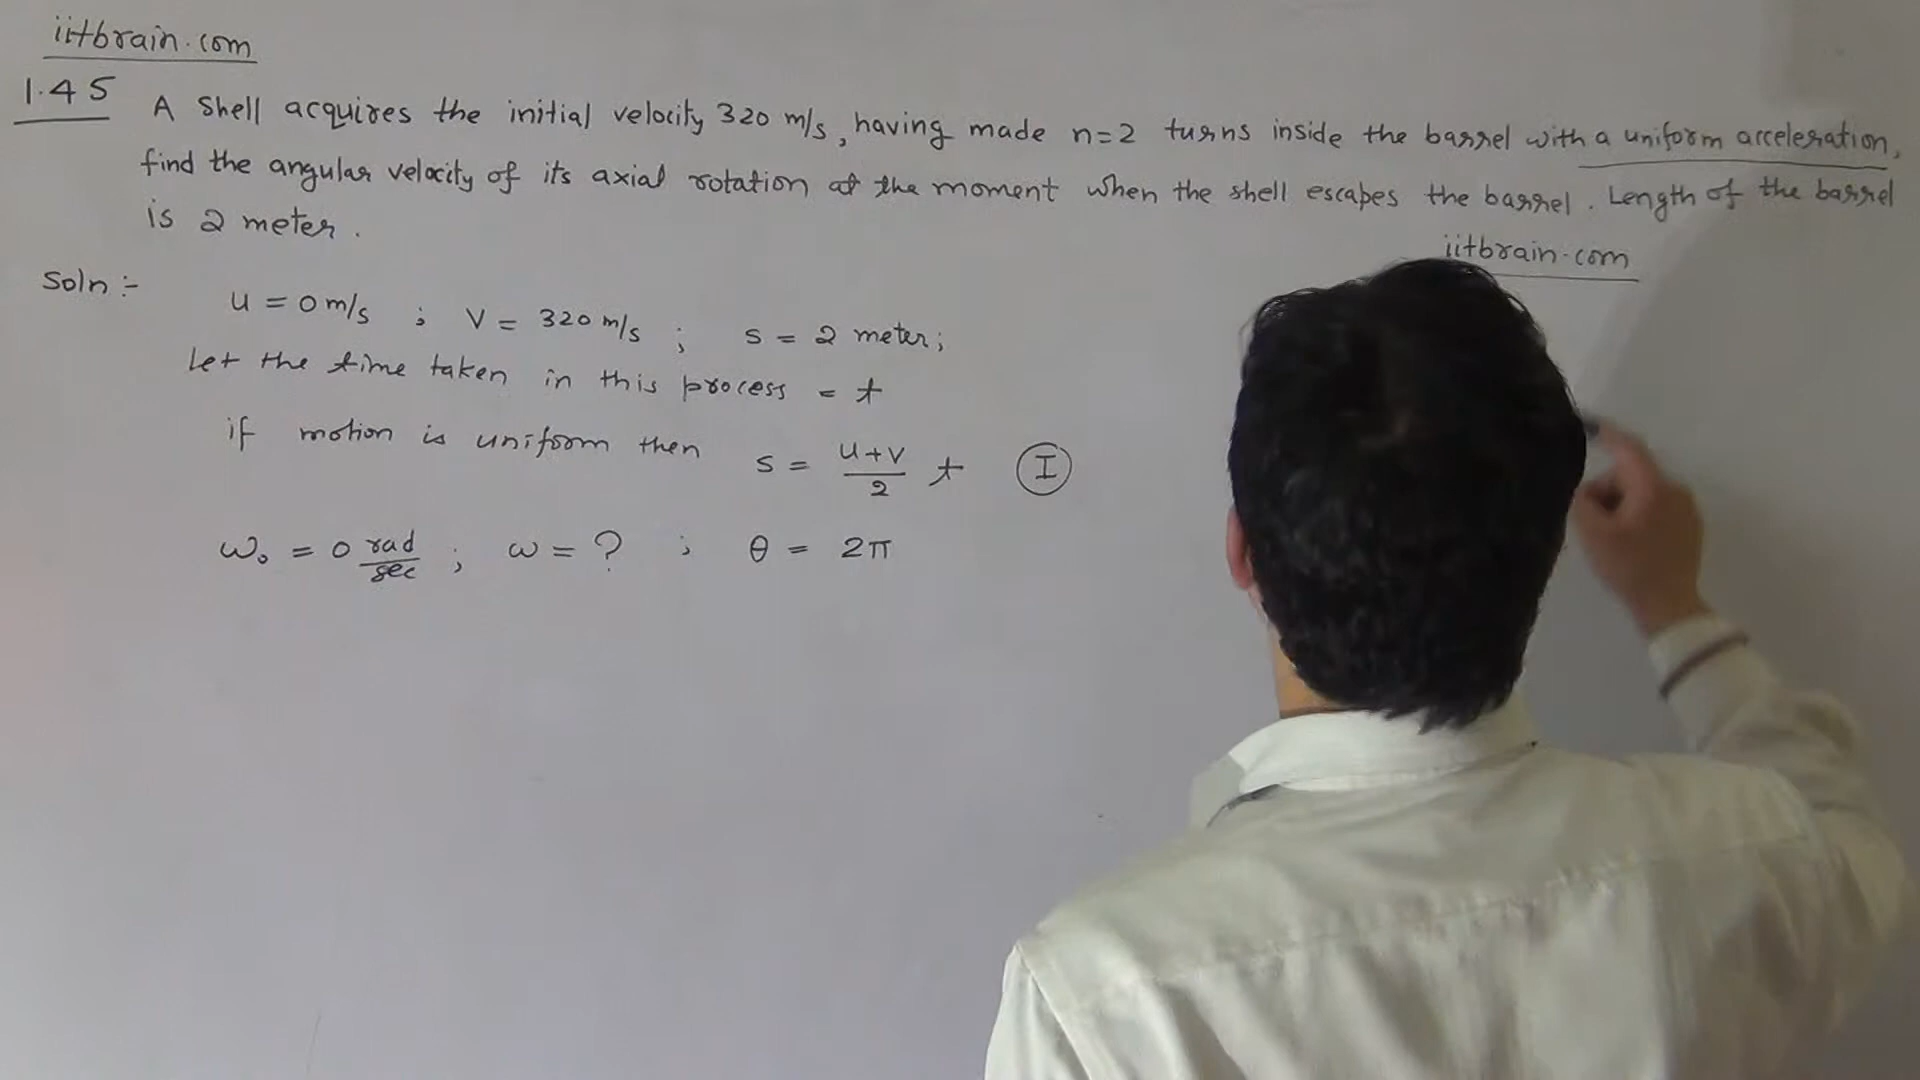 iitbrain.com
1.45 A shell acquires the initial velocity 320 m/s, having made n=2 turns inside the barrel with a uniform acceleration,
find the angular velocity of its axial rotation at the moment when the shell escapes the barrel. Length of the barrel
is 2 meter.
iitbrain.com
Soln :-
u = 0 m/s ; v = 320 m/s ; s = 2 meter;
Let the time taken in this process = t
if motion is uniform then s = (u+v)/2 t (I)
ω₀ = 0 rad/sec ; ω = ? ; θ = 2π